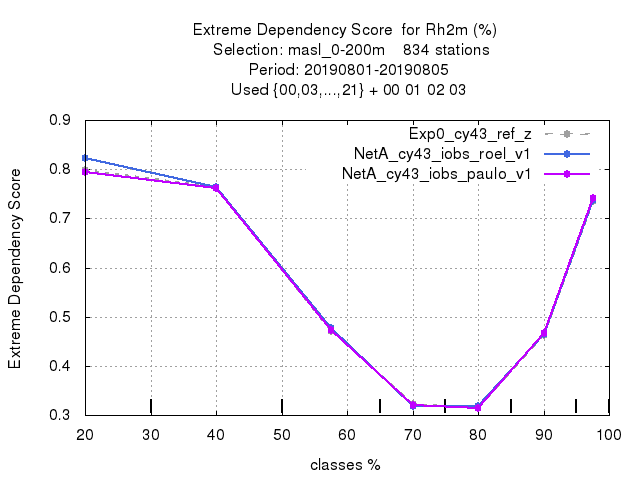 Extreme Dependency Score for Rh2m (%)
Selection: masl_0-200m 834 stations
Period: 20190801-20190805
Used {00,03,...,21} + 00 01 02 03
Exp0_cy43_ref_z
NetA_cy43_iobs_roel_v1
NetA_cy43_iobs_paulo_v1
Extreme Dependency Score
0.9
0.8
0.7
0.6
0.5
0.4
0.3
20 30 40 50 60 70 80 90 100
classes %